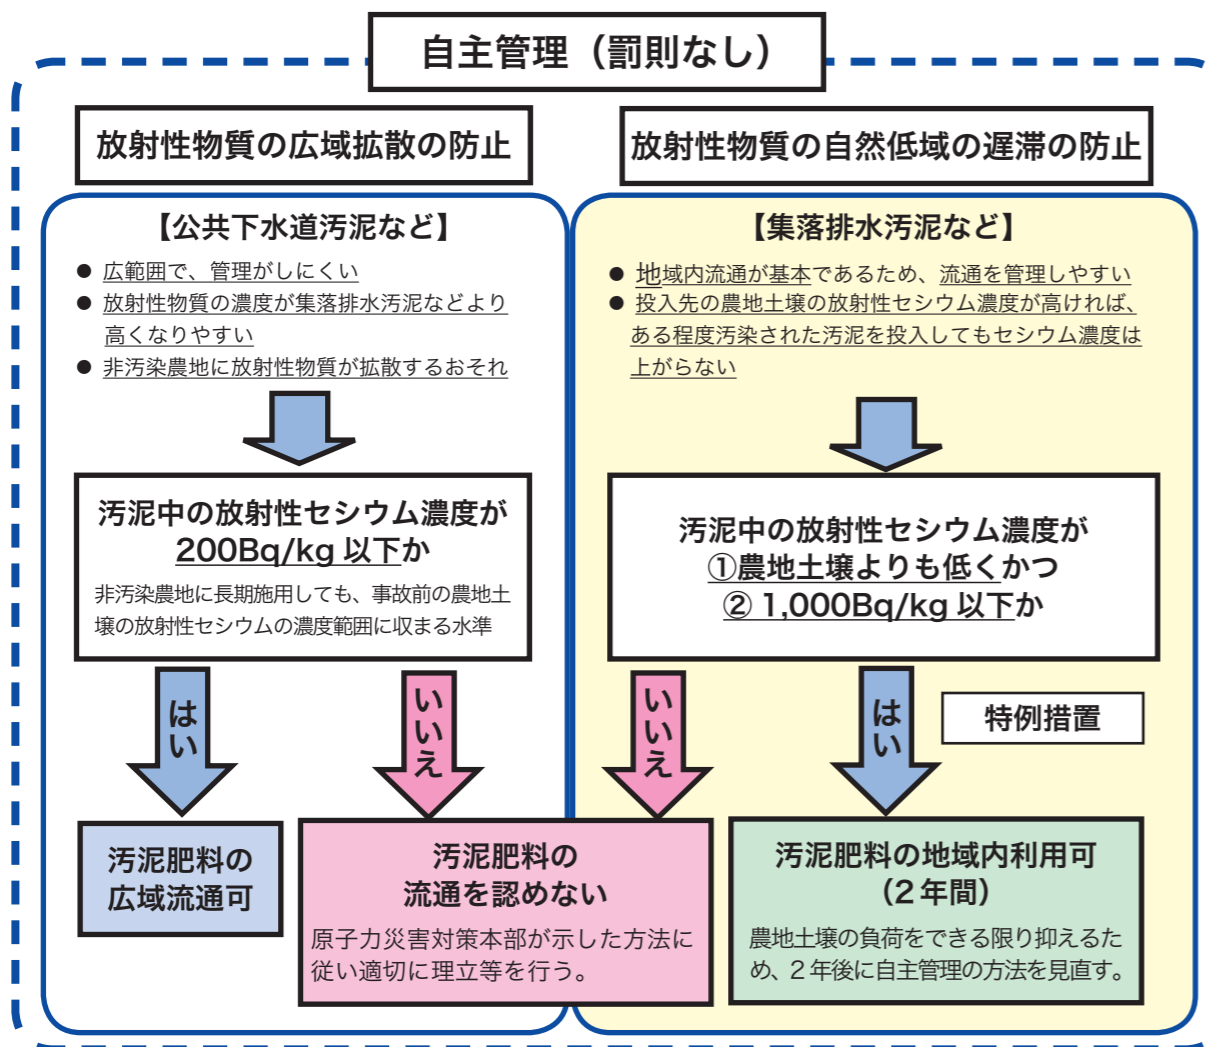 自主管理（罰則なし）
放射性物質の広域拡散の防止
【公共下水道汚泥など】
● 広範囲で、管理がしにくい
● 放射性物質の濃度が集落排水汚泥などより
高くなりやすい
● 非汚染農地に放射性物質が拡散するおそれ
汚泥中の放射性セシウム濃度が
200Bq/kg 以下か
非汚染農地に長期施用しても、事故前の農地土
壌の放射性セシウムの濃度範囲に収まる水準
はい
いいえ
汚泥肥料の
広域流通可
放射性物質の自然低域の遅滞の防止
【集落排水汚泥など】
● 地域内流通が基本であるため、流通を管理しやすい
● 投入先の農地土壌の放射性セシウム濃度が高ければ、
ある程度汚染された汚泥を投入してもセシウム濃度は
上がらない
汚泥中の放射性セシウム濃度が
①農地土壌よりも低くかつ
② 1,000Bq/kg 以下か
いいえ
はい
特例措置
汚泥肥料の
流通を認めない
原子力災害対策本部が示した方法に
従い適切に理立等を行う。
汚泥肥料の地域内利用可
（2 年間）
農地土壌の負荷をできる限り抑えるた
め、2 年後に自主管理の方法を見直す。